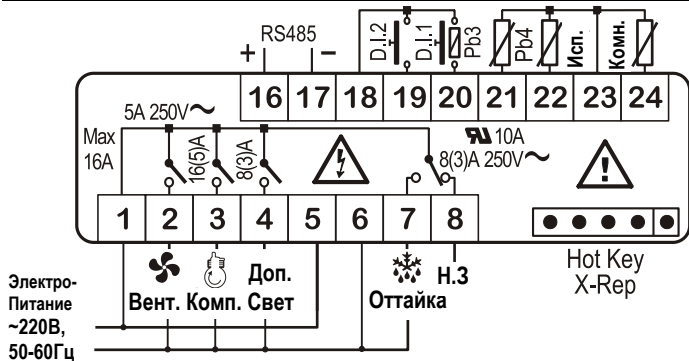 + RS485 −
D.I.2
D.I.1
Pb3
Pb4
Исп.
Комн.
16 17 18 19 20 21 22 23 24
5A 250V~
Max
16A
16(5)A
8(3)A
10A
8(3)A 250V~
1 2 3 4 5 6 7 8
Hot Key
X-Rep
Вент. Комп. Доп.
Свет
Оттайка
Н.З
Электро-
Питание
~220В,
50-60Гц